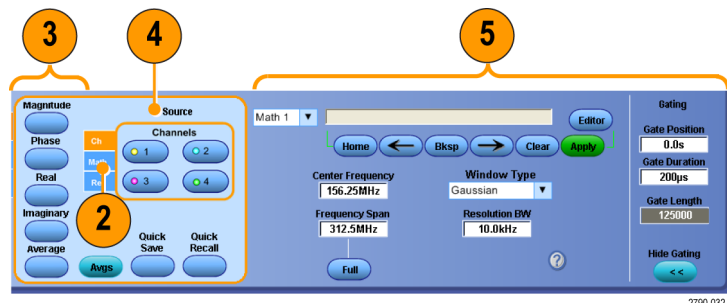 3
4
5
Magnitude
Phase
Real
Imaginary
Average
Source
Ch
Math
2
Channels
1
2
3
4
Avgs
Quick Save
Quick Recall
Math 1
Editor
Home
Bksp
Clear
Apply
Center Frequency
156.25MHz
Window Type
Gaussian
Frequency Span
312.5MHz
Resolution BW
10.0kHz
Full
?
Gating
Gate Position
0.0s
Gate Duration
200µs
Gate Length
125000
Hide Gating
<<
2790-032